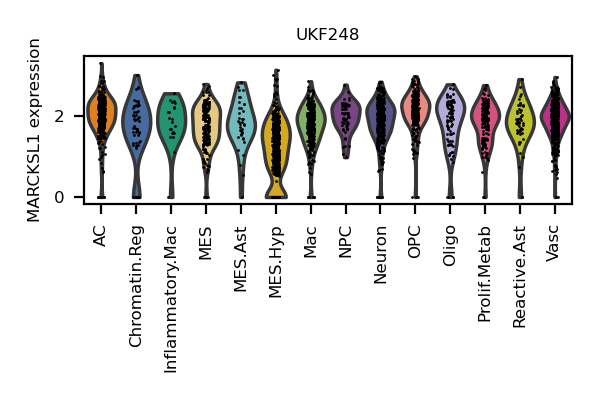 UKF248
MARCKSL1 expression
2
0
AC
Chromatin.Reg
Inflammatory.Mac
MES
MES.Ast
MES.Hyp
Mac
NPC
Neuron
OPC
Oligo
Prolif.Metab
Reactive.Ast
Vasc